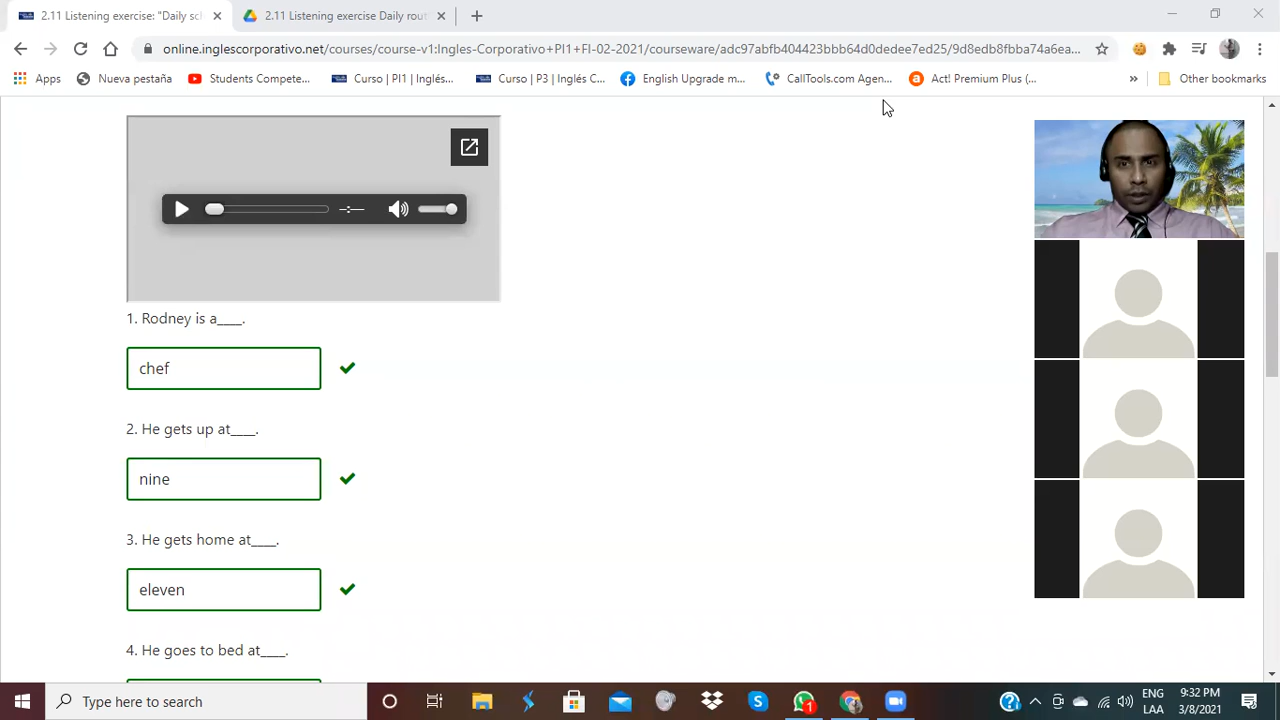 2.11 Listening exercise: “Daily sc
2.11 Listening exercise Daily rout
online.inglescorporativo.net/courses/course-v1:Ingles-Corporativo+PI1+FI-02-2021/courseware/adc97abfb404423bbb64d0dedee7ed25/9d8edb8fbba74a6ea...
Apps
Nueva pestaña
Students Compete...
Curso | PI1 | Inglés...
Curso | P3 | Inglés C...
English Upgrade m...
CallTools.com Agen...
Act! Premium Plus (...
»
Other bookmarks
-:--
1. Rodney is a____.
chef
2. He gets up at____.
nine
3. He gets home at____.
eleven
4. He goes to bed at____.
Type here to search
1
ENG
LAA
9:32 PM
3/8/2021